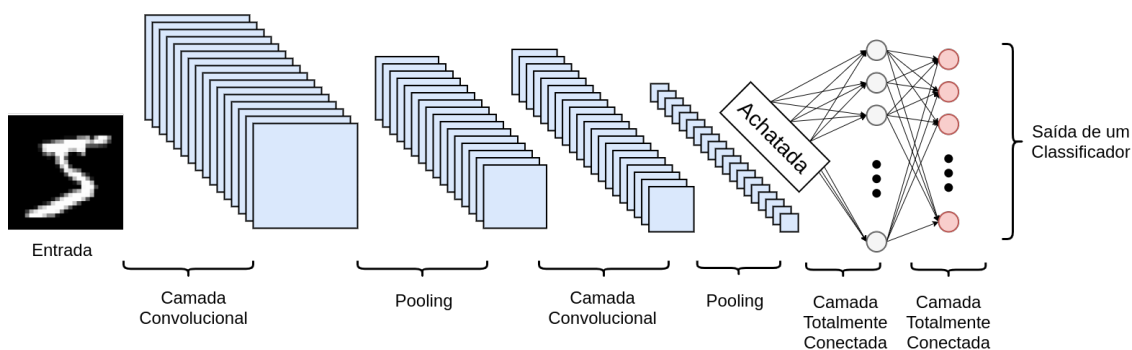 Entrada
Camada
Convolucional
Pooling
Camada
Convolucional
Pooling
Achatada
Camada
Totalmente
Conectada
Camada
Totalmente
Conectada
Saída de um
Classificador